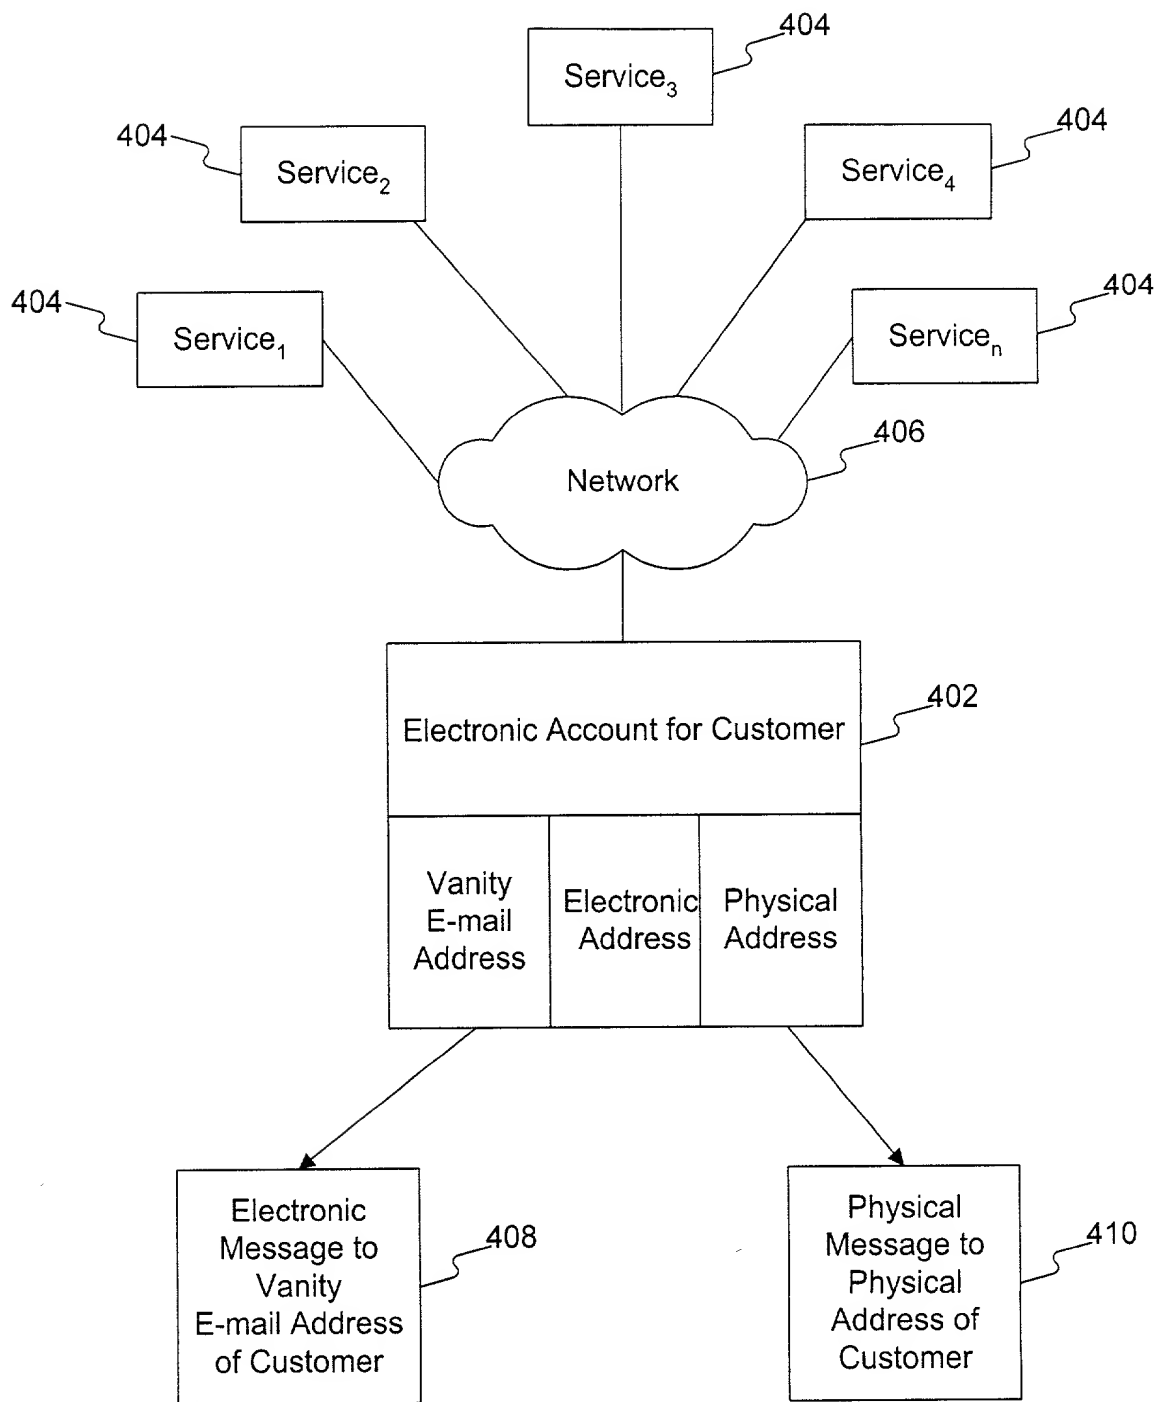 404
Service3
404
Service2
404
Service4
404
Service1
404
Servicen
404
Network
406
Electronic Account for Customer
402
Vanity
E-mail
Address
Electronic
Address
Physical
Address
Electronic
Message to
Vanity
E-mail Address
of Customer
408
Physical
Message to
Physical
Address of
Customer
410